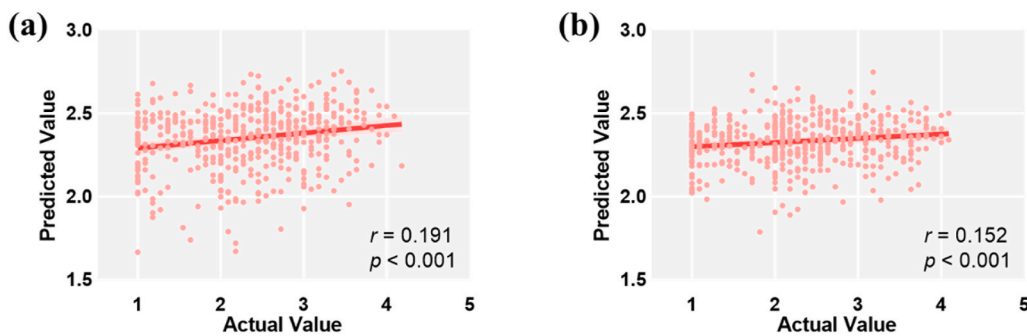 (a)
3.0
2.5
2.0
1.5
Predicted Value
r = 0.191
p < 0.001
1 2 3 4 5
Actual Value
(b)
3.0
2.5
2.0
1.5
Predicted Value
r = 0.152
p < 0.001
1 2 3 4 5
Actual Value